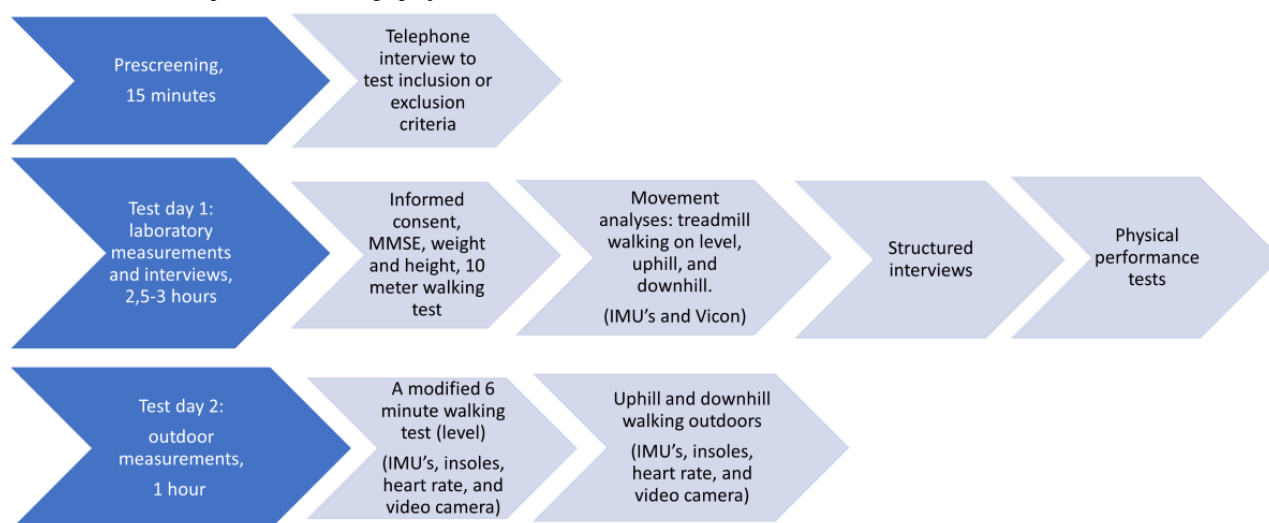 Prescreening,
15 minutes
Telephone
interview to
test inclusion or
exclusion
criteria
Test day 1:
laboratory
measurements
and interviews,
2,5-3 hours
Informed
consent,
MMSE, weight
and height, 10
meter walking
test
Movement
analyses: treadmill
walking on level,
uphill, and
downhill.
(IMU's and Vicon)
Structured
interviews
Physical
performance
tests
Test day 2:
outdoor
measurements,
1 hour
A modified 6
minute walking
test (level)
(IMU's, insoles,
heart rate, and
video camera)
Uphill and downhill
walking outdoors
(IMU's, insoles,
heart rate, and
video camera)